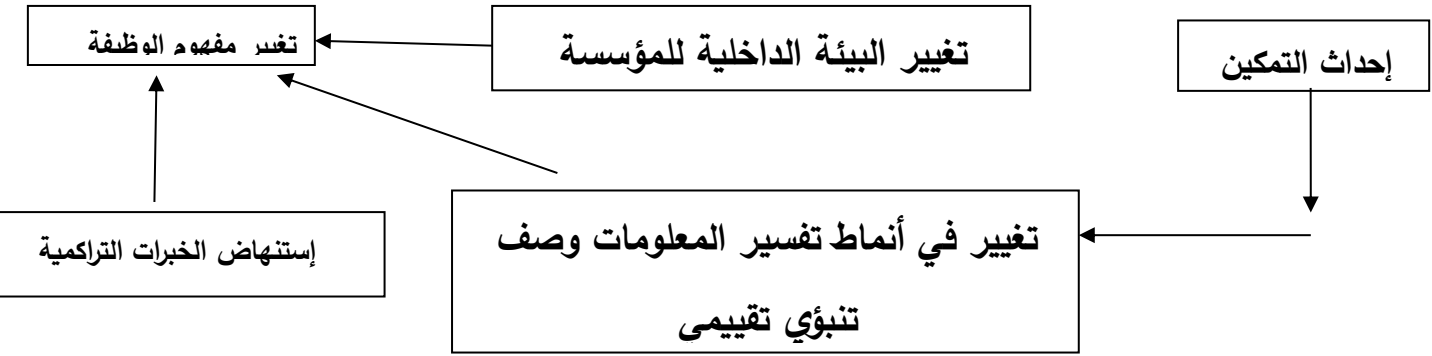 إحداث التمكين
تغيير البيئة الداخلية للمؤسسة
تغيير مفهوم الوظيفة
تغيير في أنماط تفسير المعلومات وصف
تنبؤي تقييمي
إستنهاض الخبرات التراكمية